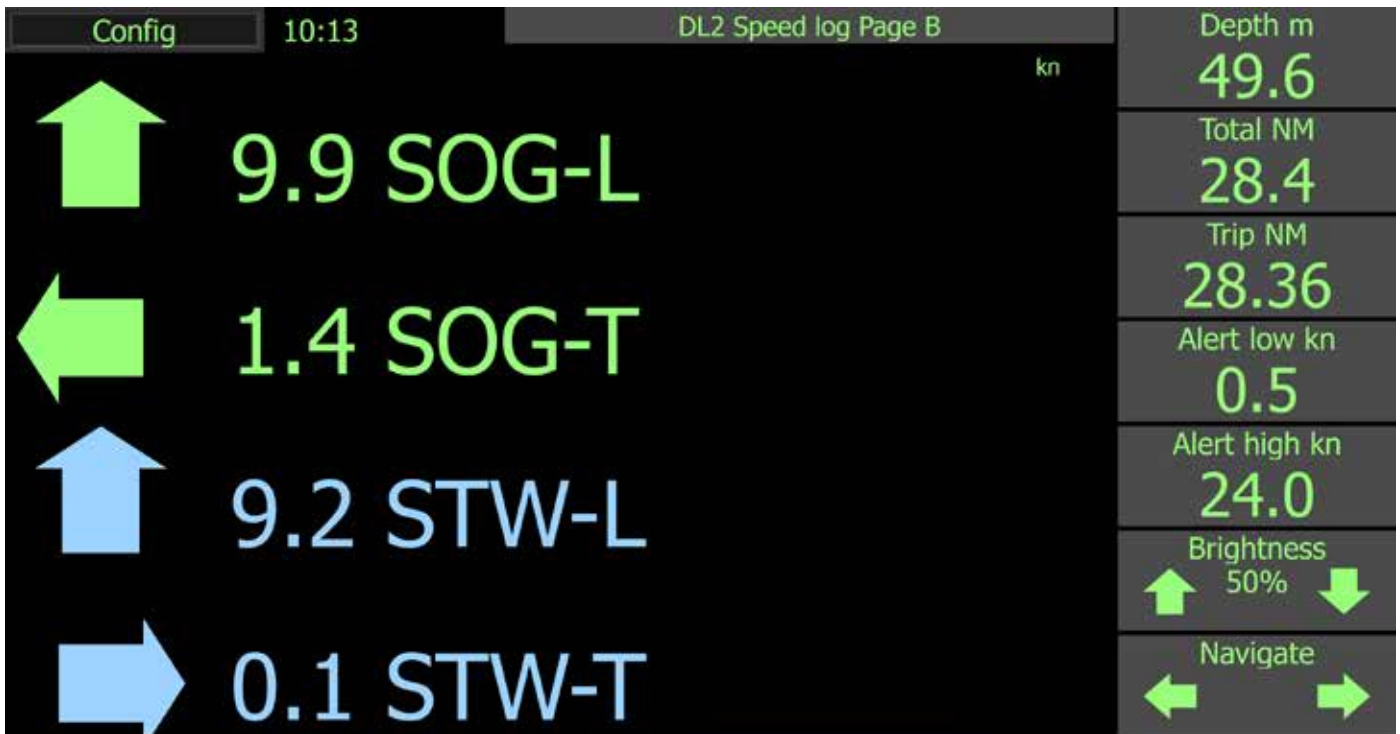 Config
10:13
DL2 Speed log Page B
kn
9.9 SOG-L
1.4 SOG-T
9.2 STW-L
0.1 STW-T
Depth m
49.6
Total NM
28.4
Trip NM
28.36
Alert low kn
0.5
Alert high kn
24.0
Brightness
50%
Navigate